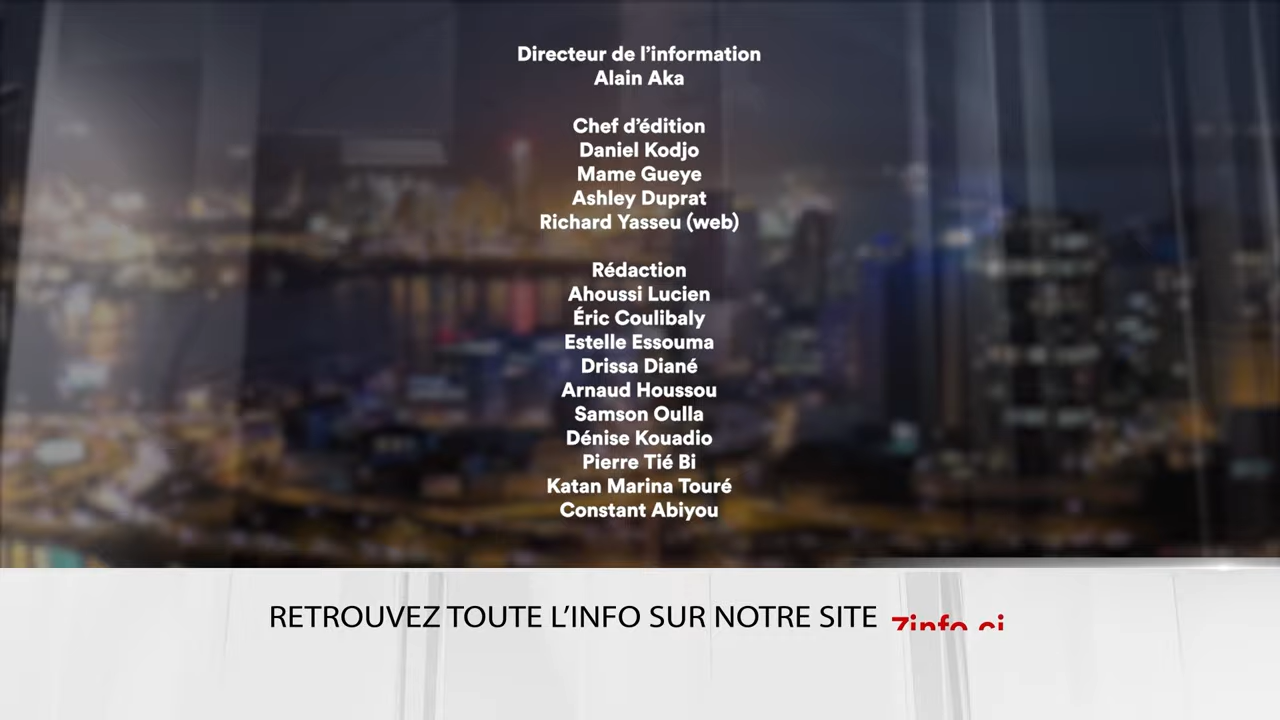 Directeur de l’information
Alain Aka
Chef d’édition
Daniel Kodjo
Mame Gueye
Ashley Duprat
Richard Yasseu (web)
Rédaction
Ahoussi Lucien
Éric Coulibaly
Estelle Essouma
Drissa Diané
Arnaud Houssou
Samson Oulla
Dénise Kouadio
Pierre Tié Bi
Katan Marina Touré
Constant Abiyou
RETROUVEZ TOUTE L’INFO SUR NOTRE SITE 7info.ci